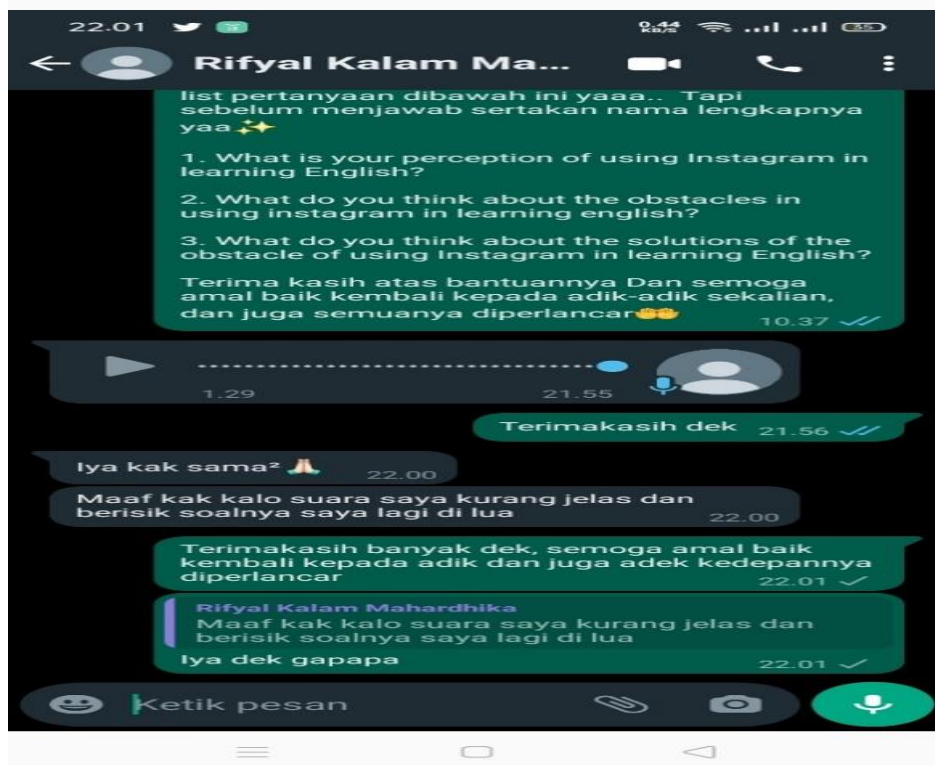 22.01
0.44
KB/S
35
Rifyal Kalam Ma...
list pertanyaan dibawah ini yaaa.. Tapi
sebelum menjawab sertakan nama lengkapnya
yaa✨
1. What is your perception of using Instagram in
learning English?
2. What do you think about the obstacles in
using instagram in learning english?
3. What do you think about the solutions of the
obstacle of using Instagram in learning English?
Terima kasih atas bantuannya Dan semoga
amal baik kembali kepada adik-adik sekalian,
dan juga semuanya diperlancar🤲
10.37
1.29
21.55
Terimakasih dek 21.56
Iya kak sama² 🙏🏻 22.00
Maaf kak kalo suara saya kurang jelas dan
berisik soalnya saya lagi di lua
22.00
Terimakasih banyak dek, semoga amal baik
kembali kepada adik dan juga adek kedepannya
diperlancar
22.01
Rifyal Kalam Mahardhika
Maaf kak kalo suara saya kurang jelas dan
berisik soalnya saya lagi di lua
Iya dek gapapa
22.01
Ketik pesan